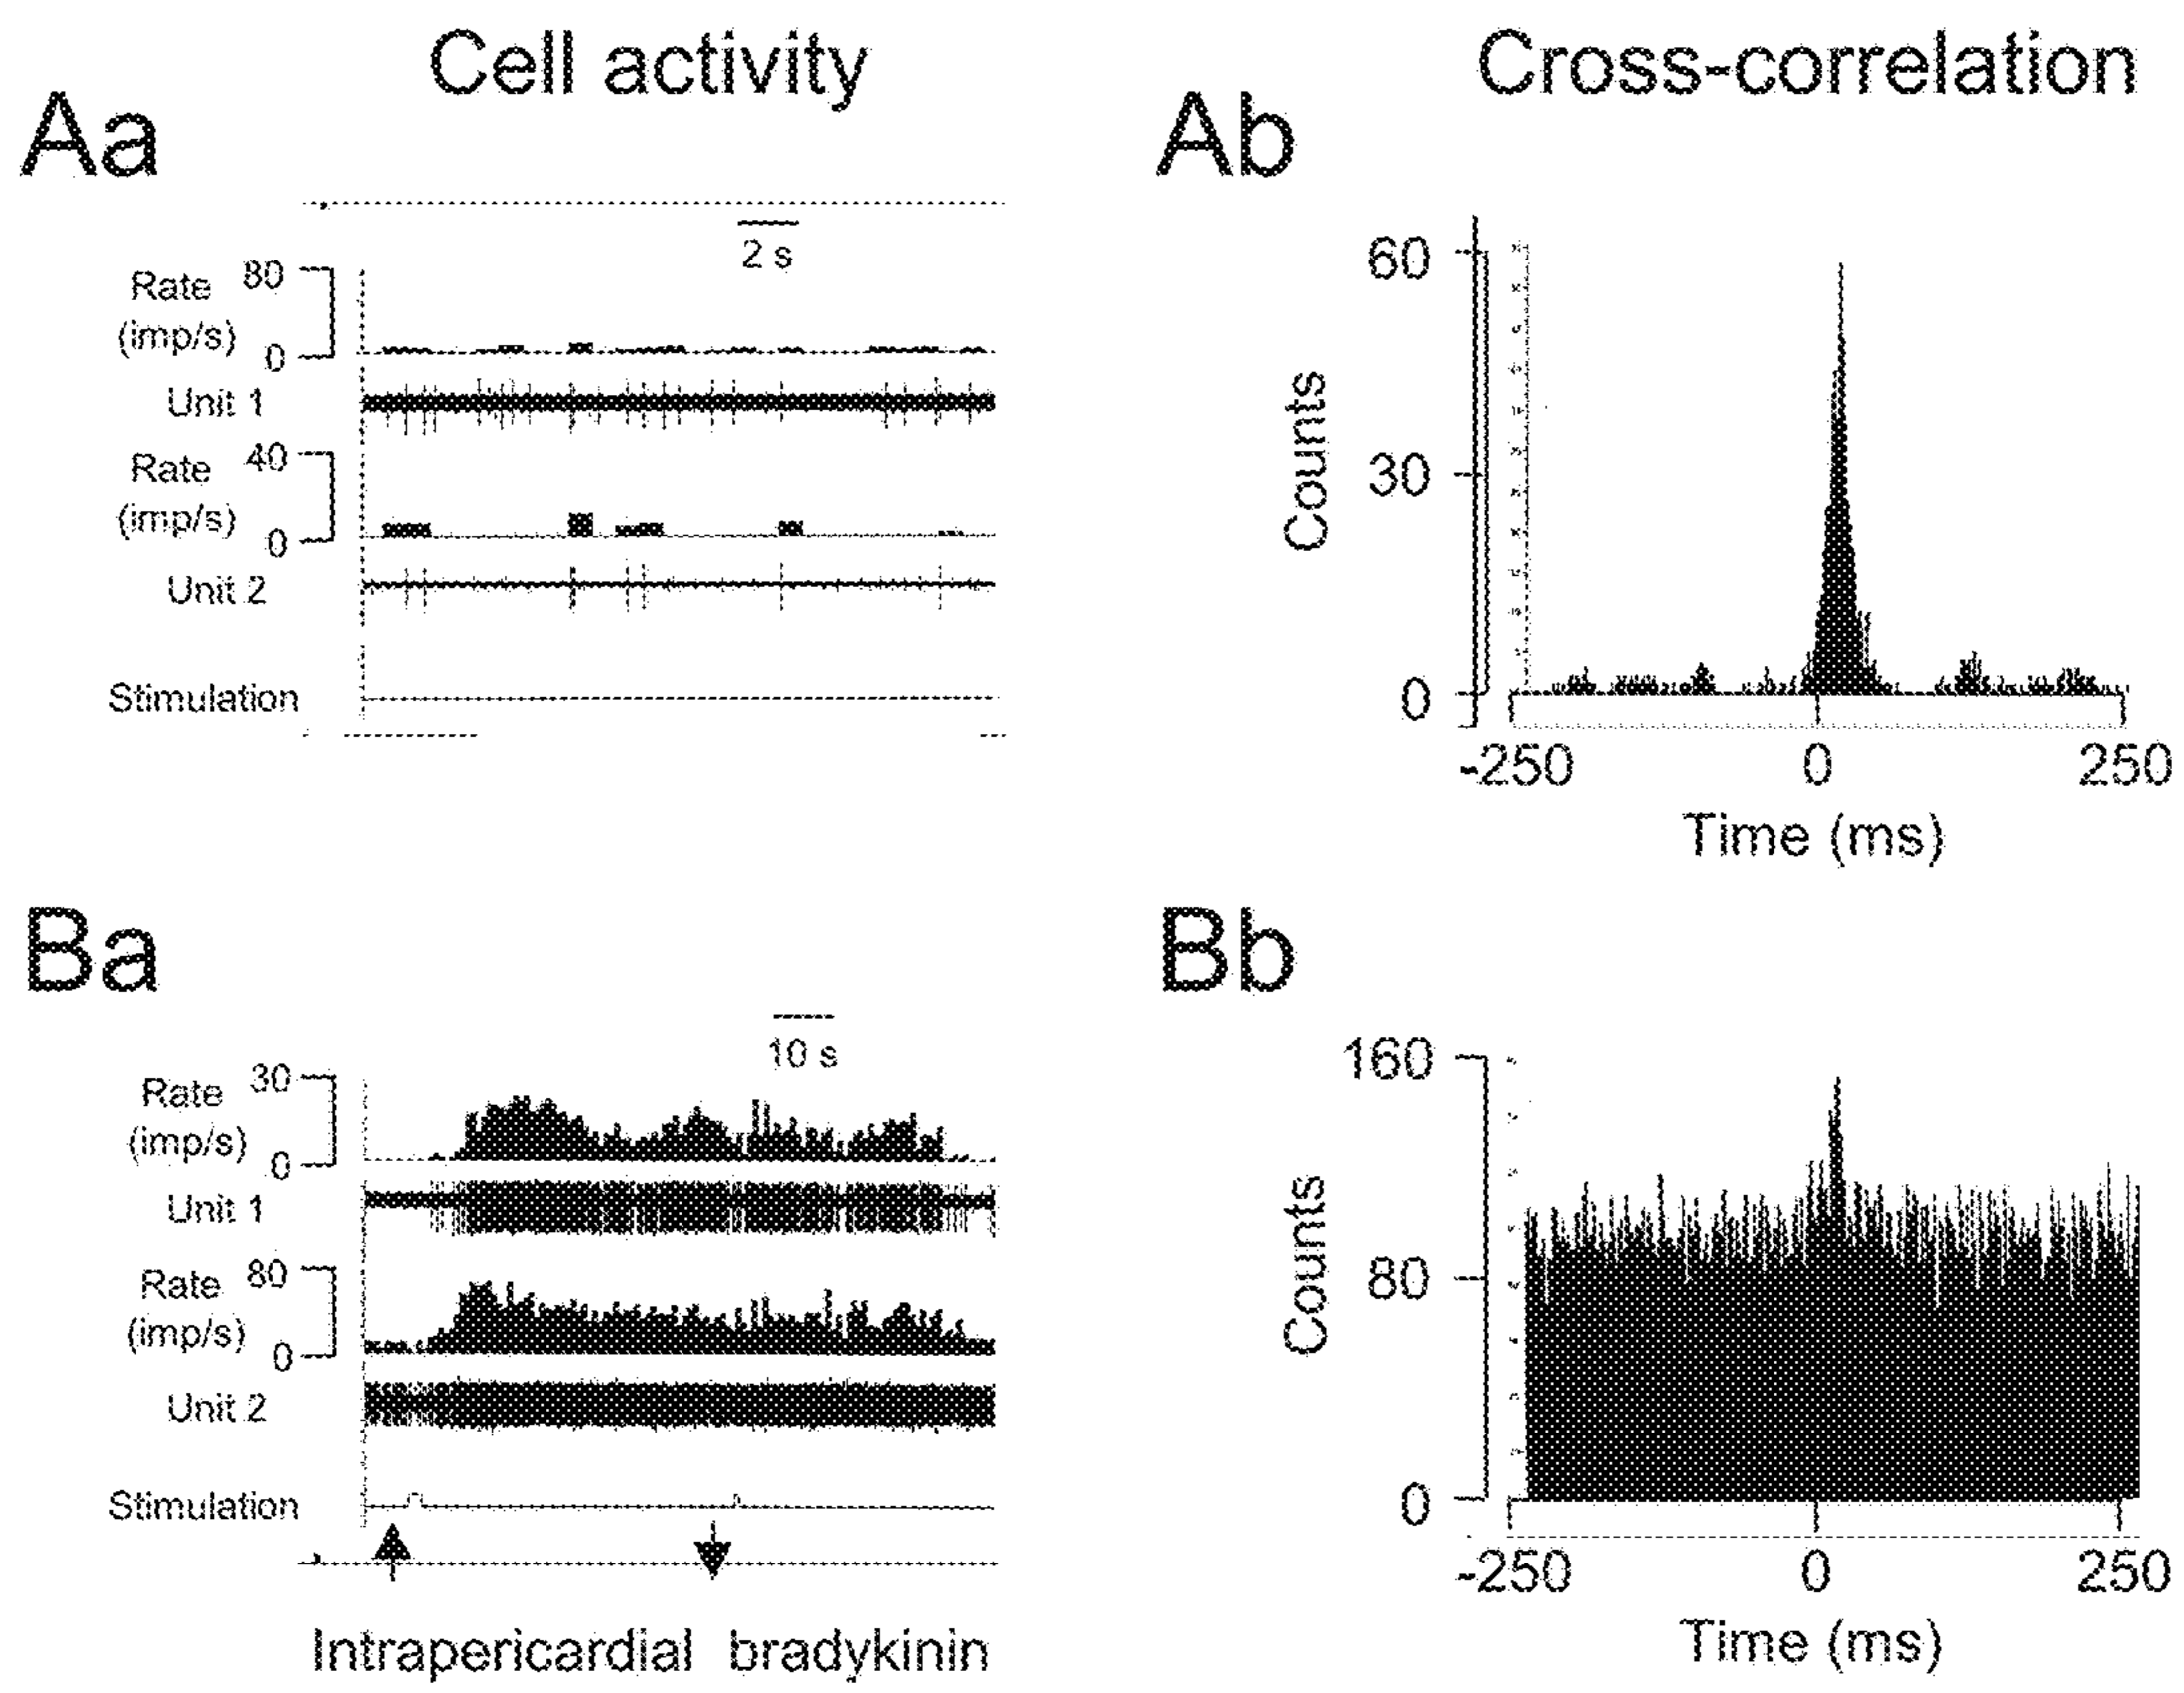 Cell activity
Cross-correlation
Aa
2 s
Rate 80
(imp/s) 0
Unit 1
Rate 40
(imp/s) 0
Unit 2
Stimulation
Ab
60
30
0
Counts
-250 0 250
Time (ms)
Ba
10 s
Rate 30
(imp/s) 0
Unit 1
Rate 80
(imp/s) 0
Unit 2
Stimulation
Intrapericardial bradykinin
Bb
160
80
0
Counts
-250 0 250
Time (ms)